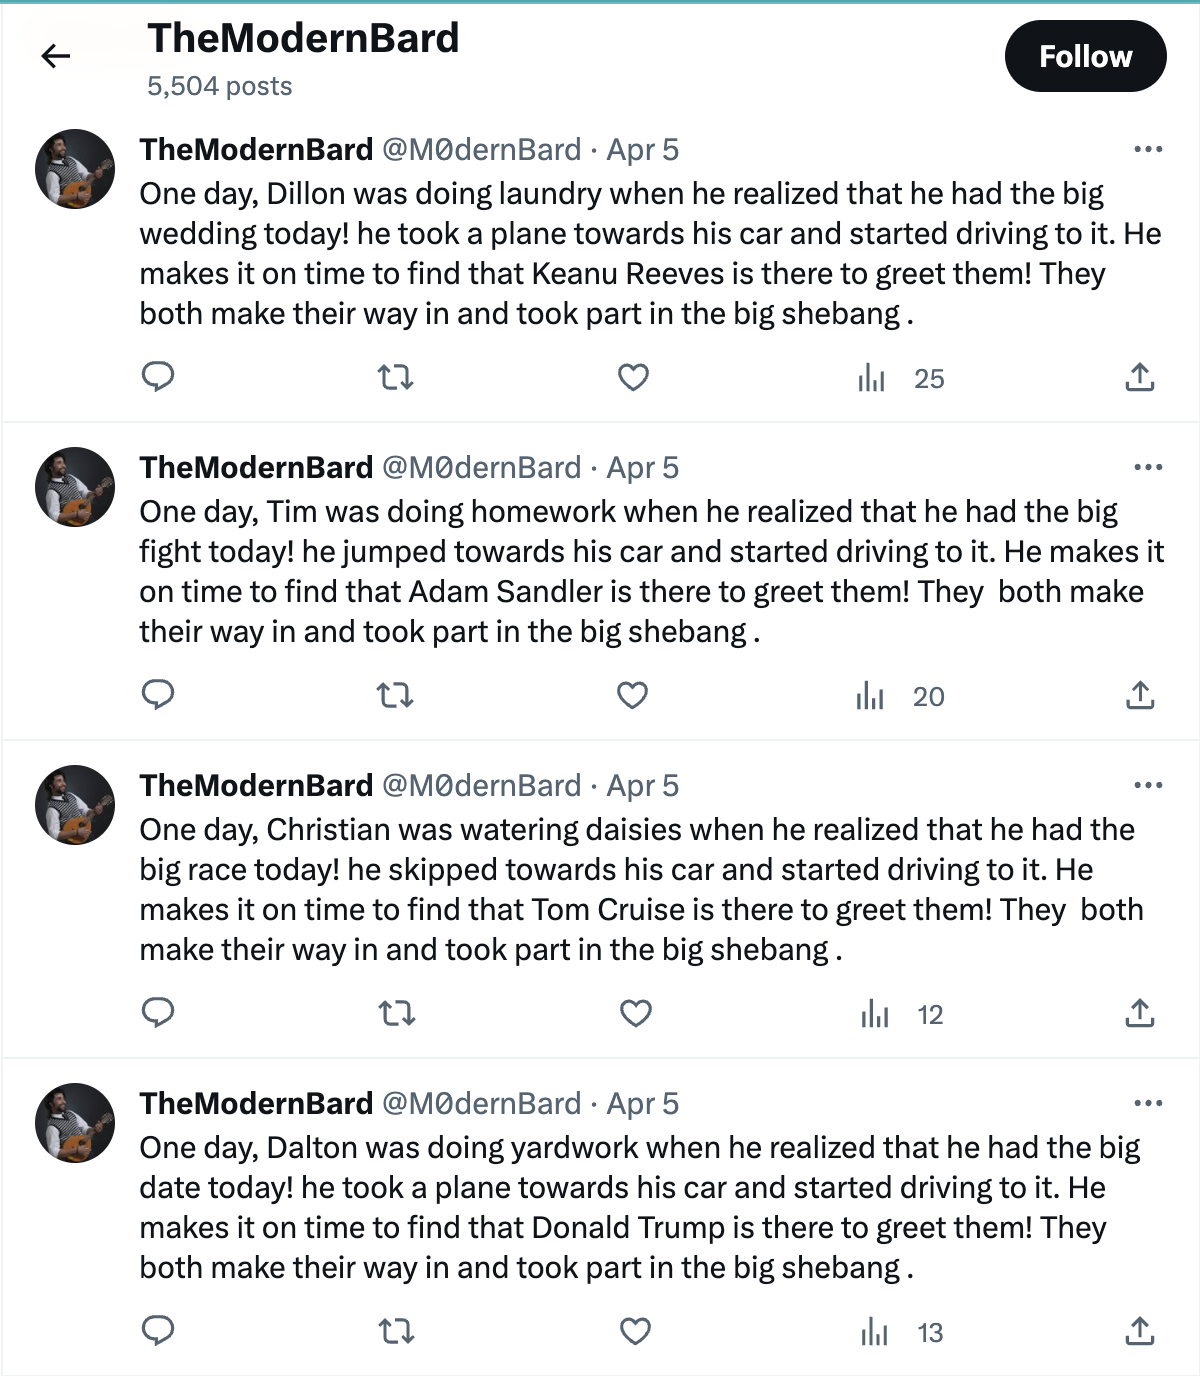 TheModernBard
5,504 posts
Follow
TheModernBard @M0dernBard · Apr 5
One day, Dillon was doing laundry when he realized that he had the big
wedding today! he took a plane towards his car and started driving to it. He
makes it on time to find that Keanu Reeves is there to greet them! They
both make their way in and took part in the big shebang .
25
TheModernBard @M0dernBard · Apr 5
One day, Tim was doing homework when he realized that he had the big
fight today! he jumped towards his car and started driving to it. He makes it
on time to find that Adam Sandler is there to greet them! They  both make
their way in and took part in the big shebang .
20
TheModernBard @M0dernBard · Apr 5
One day, Christian was watering daisies when he realized that he had the
big race today! he skipped towards his car and started driving to it. He
makes it on time to find that Tom Cruise is there to greet them! They  both
make their way in and took part in the big shebang .
12
TheModernBard @M0dernBard · Apr 5
One day, Dalton was doing yardwork when he realized that he had the big
date today! he took a plane towards his car and started driving to it. He
makes it on time to find that Donald Trump is there to greet them! They
both make their way in and took part in the big shebang .
13